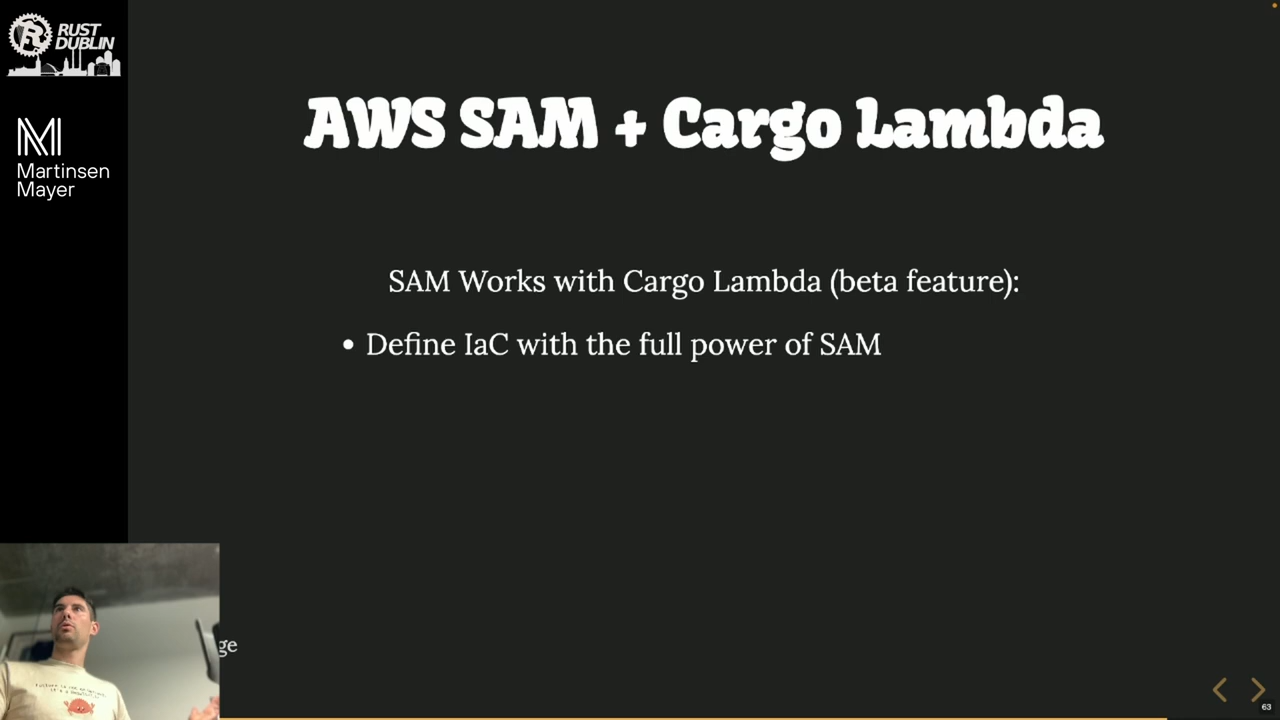 RUST
DUBLIN
Martinsen
Mayer
AWS SAM + Cargo Lambda
SAM Works with Cargo Lambda (beta feature):
• Define IaC with the full power of SAM
ge
63